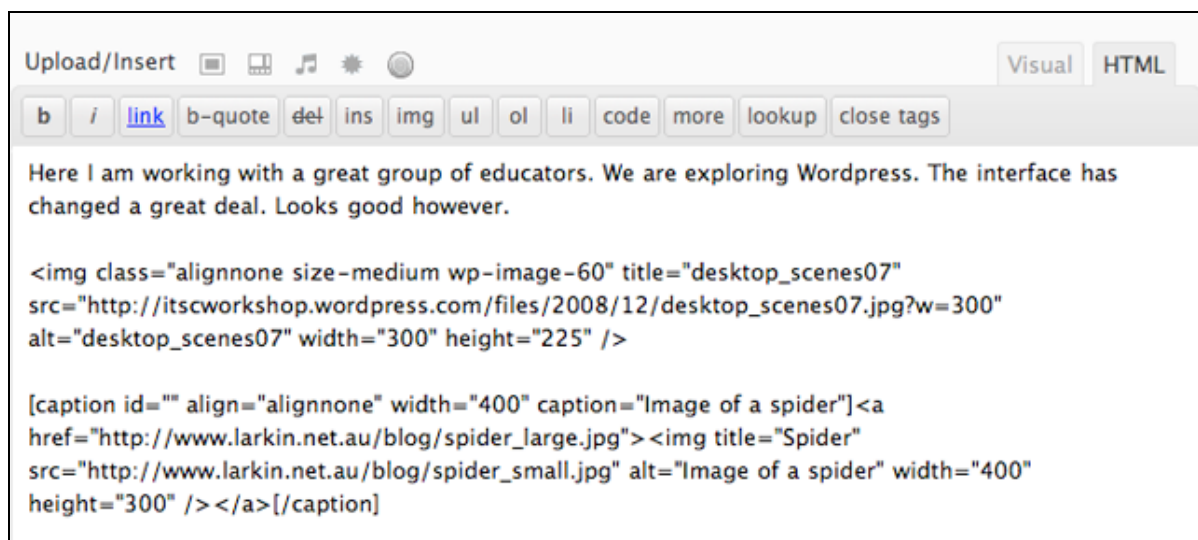 Upload/Insert Visual HTML
b i link b-quote del ins img ul ol li code more lookup close tags
Here I am working with a great group of educators. We are exploring Wordpress. The interface has
changed a great deal. Looks good however.
<img class="alignnone size-medium wp-image-60" title="desktop_scenes07"
src="http://itscworkshop.wordpress.com/files/2008/12/desktop_scenes07.jpg?w=300"
alt="desktop_scenes07" width="300" height="225" />
[caption id="" align="alignnone" width="400" caption="Image of a spider"]<a
href="http://www.larkin.net.au/blog/spider_large.jpg"><img title="Spider"
src="http://www.larkin.net.au/blog/spider_small.jpg" alt="Image of a spider" width="400"
height="300" /></a>[/caption]